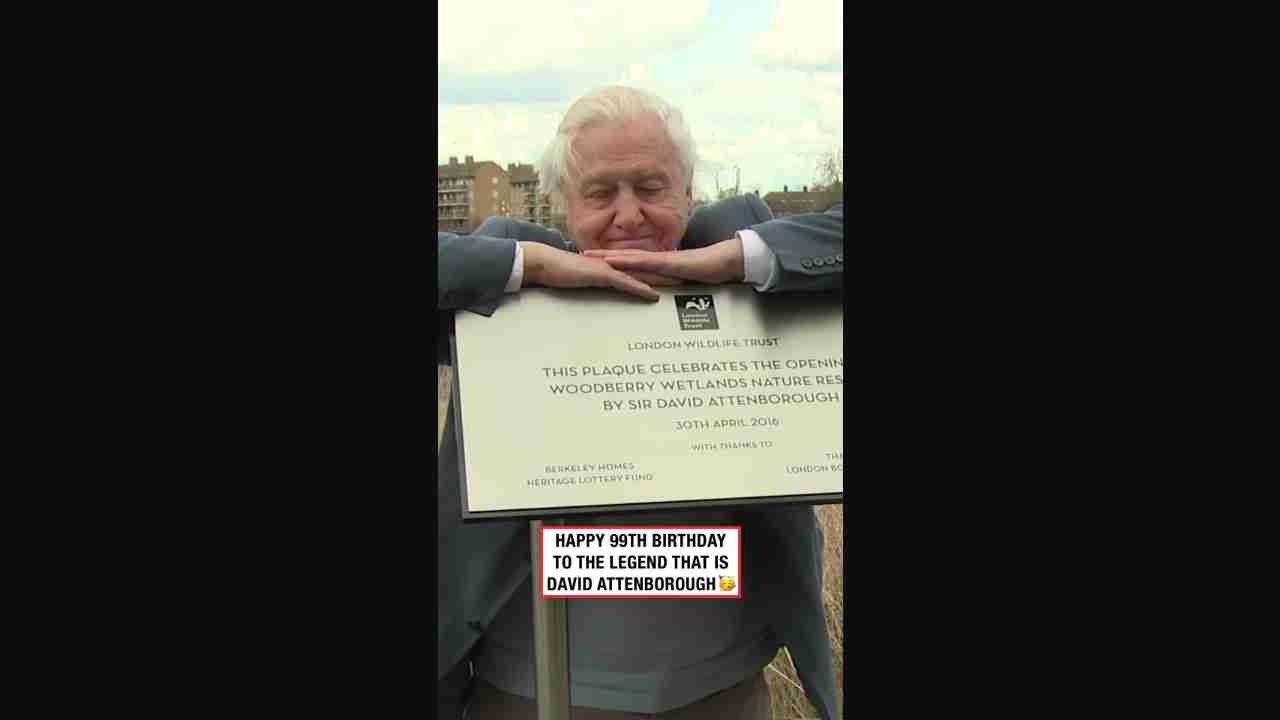 London
Wildlife
Trust
LONDON WILDLIFE TRUST
THIS PLAQUE CELEBRATES THE OPENIN
WOODBERRY WETLANDS NATURE RES
BY SIR DAVID ATTENBOROUGH
30TH APRIL 2016
WITH THANKS TO
BERKELEY HOMES
HERITAGE LOTTERY FUND
THA
LONDON BO
HAPPY 99TH BIRTHDAY
TO THE LEGEND THAT IS
DAVID ATTENBOROUGH🥳